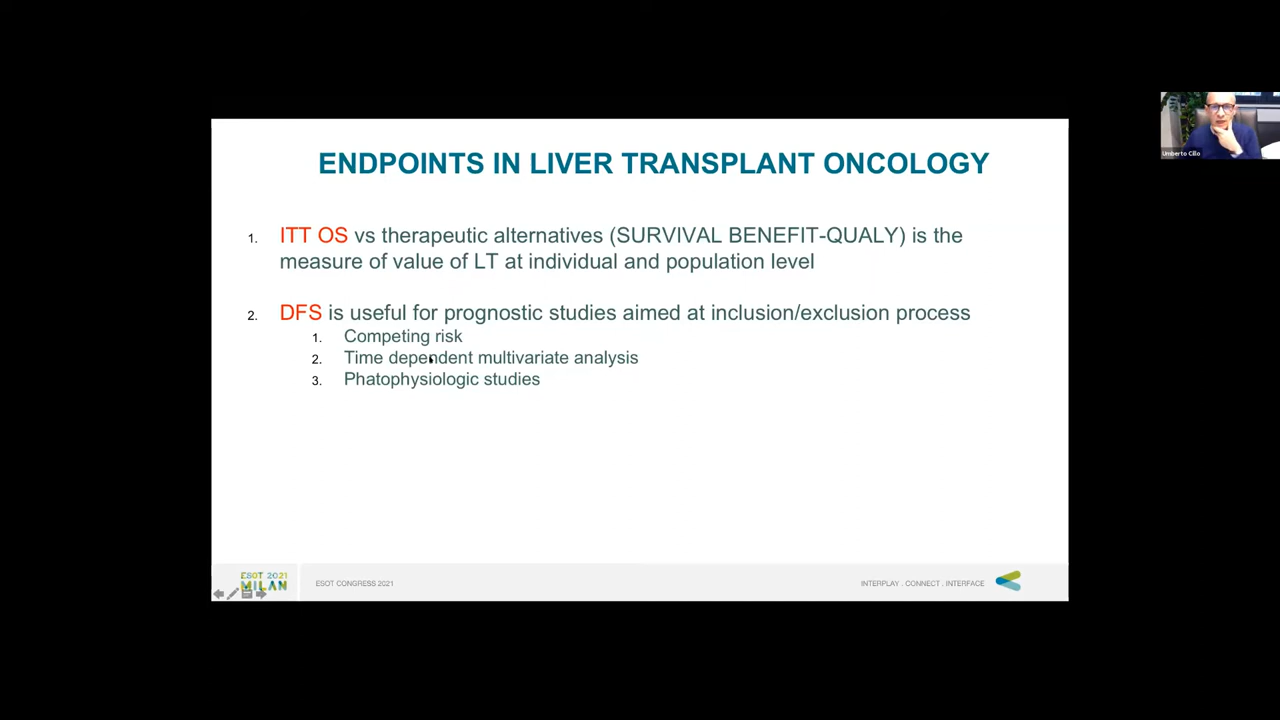 ENDPOINTS IN LIVER TRANSPLANT ONCOLOGY
Umberto Cillo
1. ITT OS vs therapeutic alternatives (SURVIVAL BENEFIT-QUALY) is the
measure of value of LT at individual and population level
2. DFS is useful for prognostic studies aimed at inclusion/exclusion process
1. Competing risk
2. Time dependent multivariate analysis
3. Phatophysiologic studies
ESOT 2021
MILAN
ESOT CONGRESS 2021
INTERPLAY . CONNECT . INTERFACE